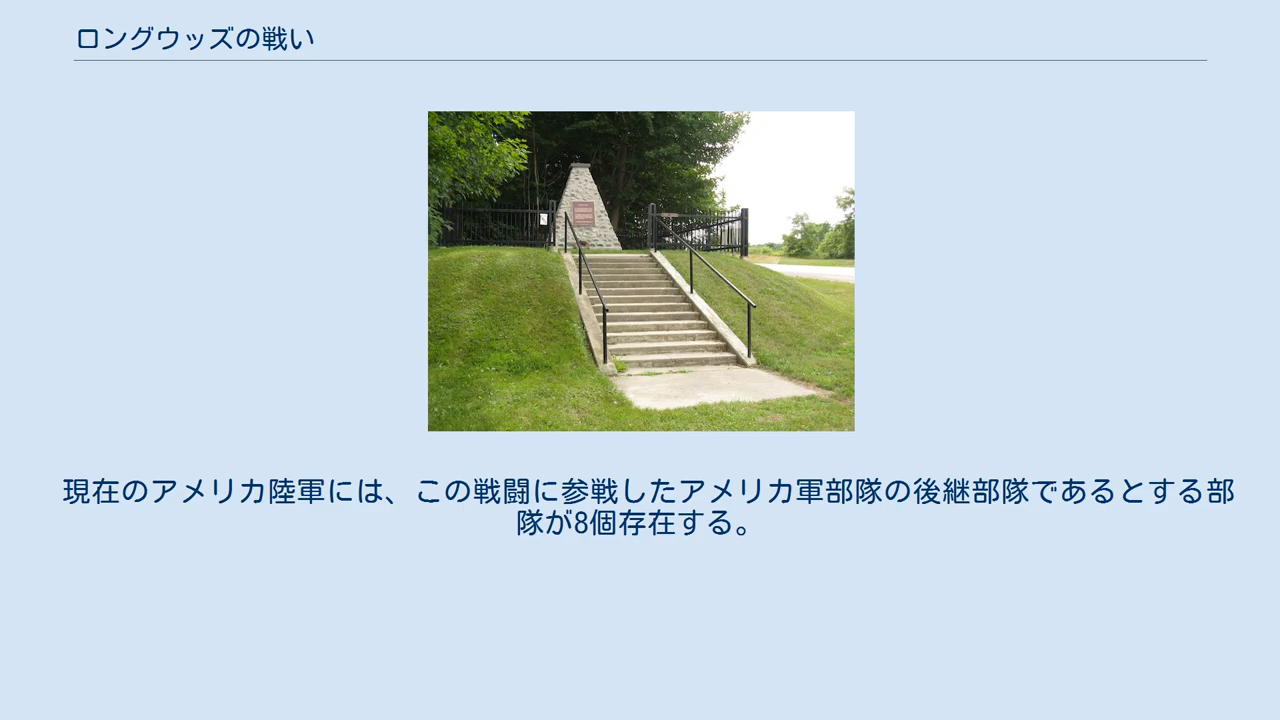 ロングウッズの戦い
現在のアメリカ陸軍には、この戦闘に参戦したアメリカ軍部隊の後継部隊であるとする部
隊が8個存在する。